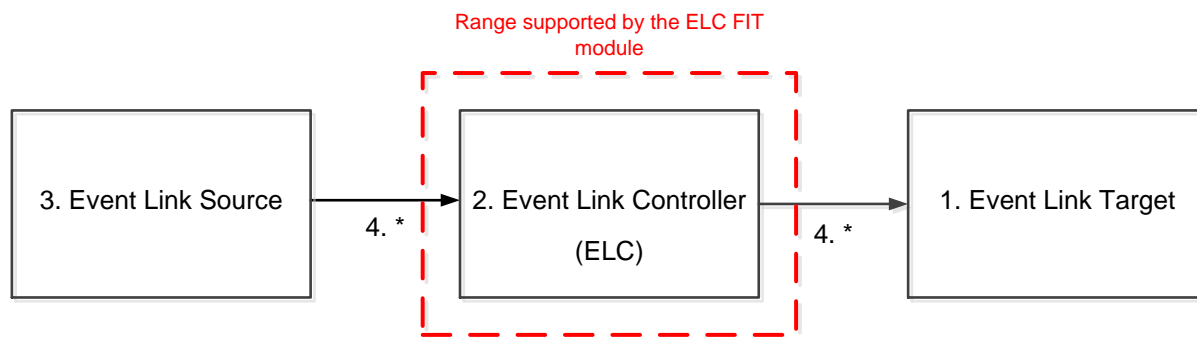 Range supported by the ELC FIT
module
3. Event Link Source
4. *
2. Event Link Controller
(ELC)
4. *
1. Event Link Target